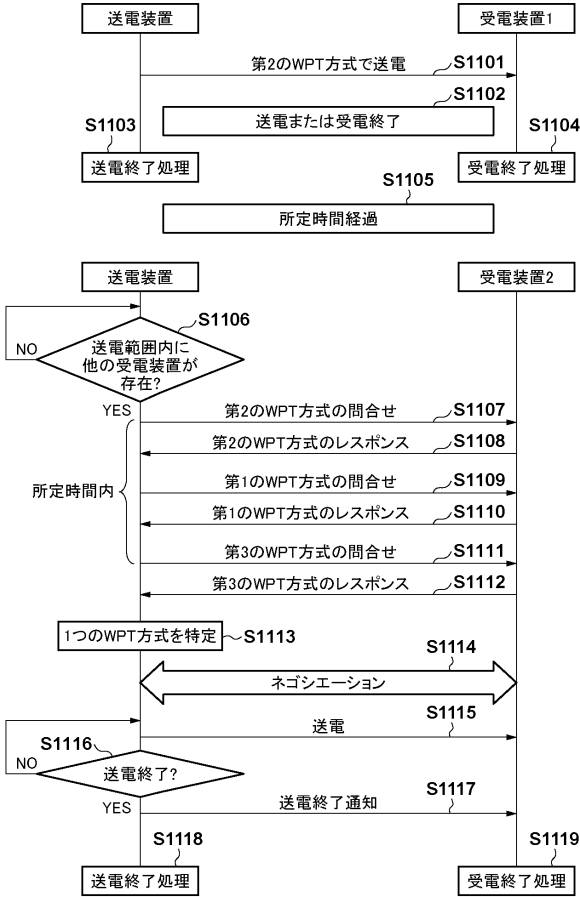 送電装置
受電装置1
第2のWPT方式で送電
S1101
S1102
送電または受電終了
S1103
S1104
送電終了処理
受電終了処理
S1105
所定時間経過
送電装置
受電装置2
S1106
NO
送電範囲内に
他の受電装置が
存在?
YES
第2のWPT方式の問合せ
S1107
第2のWPT方式のレスポンス
S1108
所定時間内
第1のWPT方式の問合せ
S1109
第1のWPT方式のレスポンス
S1110
第3のWPT方式の問合せ
S1111
第3のWPT方式のレスポンス
S1112
1つのWPT方式を特定
S1113
S1114
ネゴシエーション
送電
S1115
S1116
NO
送電終了?
YES
送電終了通知
S1117
S1118
S1119
送電終了処理
受電終了処理